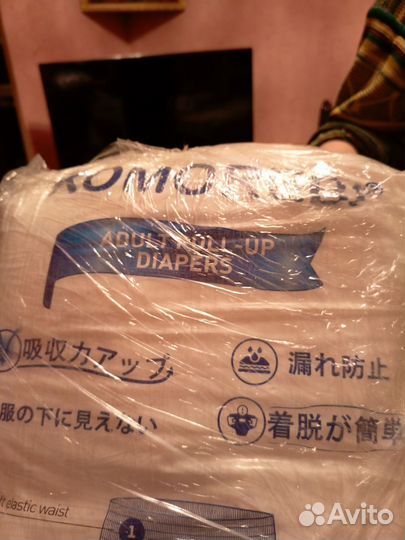 ADULT PULL-UP
DIAPERS
吸収力アップ
漏れ防止
服の下に見えない
着脱が簡単
elastic waist
1
Avito